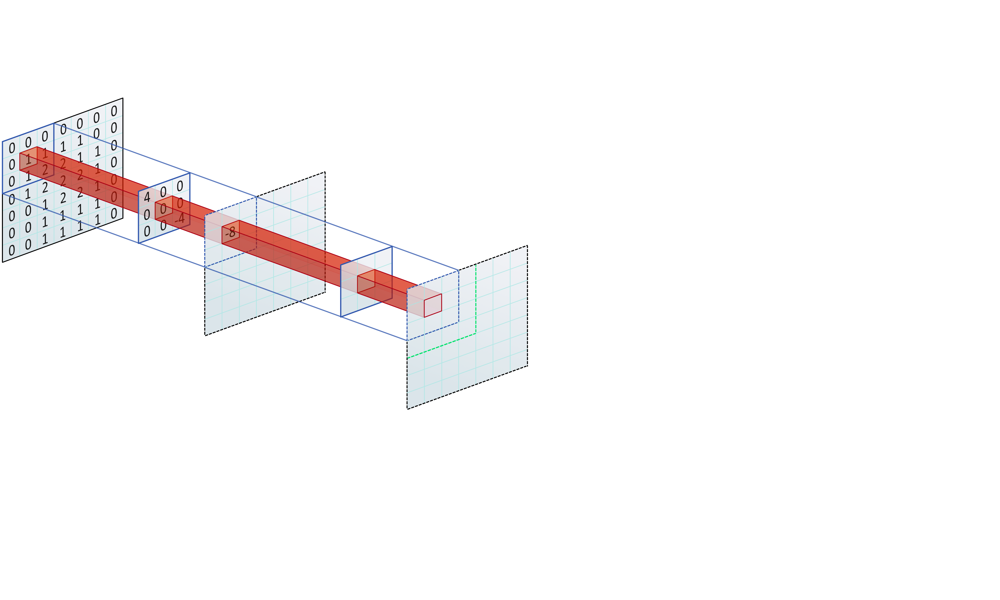 0 0 0 0 0 0 0
0 1 1 1 1 0 0
0 1 2 2 1 1 0
0 1 2 2 2 1 0
0 0 1 2 2 1 0
0 0 1 1 1 1 0
0 0 1 1 1 1 0
4 0 0
0 0 0
0 0 -4
-8